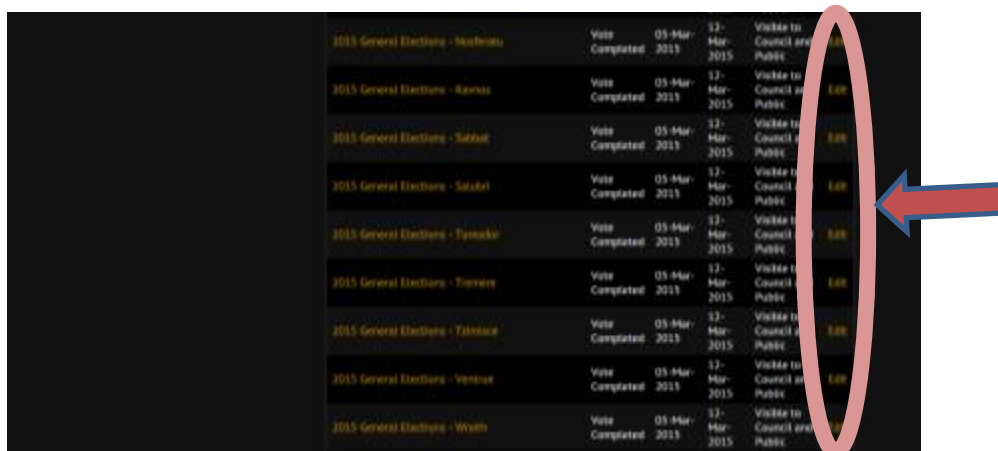 2015 General Elections - Nosferatu Vote Completed 05-Mar-2015 12-Mar-2015 Visible to Council and Public Edit
2015 General Elections - Ravnos Vote Completed 05-Mar-2015 12-Mar-2015 Visible to Council and Public Edit
2015 General Elections - Sabbat Vote Completed 05-Mar-2015 12-Mar-2015 Visible to Council and Public Edit
2015 General Elections - Salubri Vote Completed 05-Mar-2015 12-Mar-2015 Visible to Council and Public Edit
2015 General Elections - Toreador Vote Completed 05-Mar-2015 12-Mar-2015 Visible to Council and Public Edit
2015 General Elections - Tremere Vote Completed 05-Mar-2015 12-Mar-2015 Visible to Council and Public Edit
2015 General Elections - Tzimisce Vote Completed 05-Mar-2015 12-Mar-2015 Visible to Council and Public Edit
2015 General Elections - Ventrue Vote Completed 05-Mar-2015 12-Mar-2015 Visible to Council and Public Edit
2015 General Elections - Wraith Vote Completed 05-Mar-2015 12-Mar-2015 Visible to Council and Public